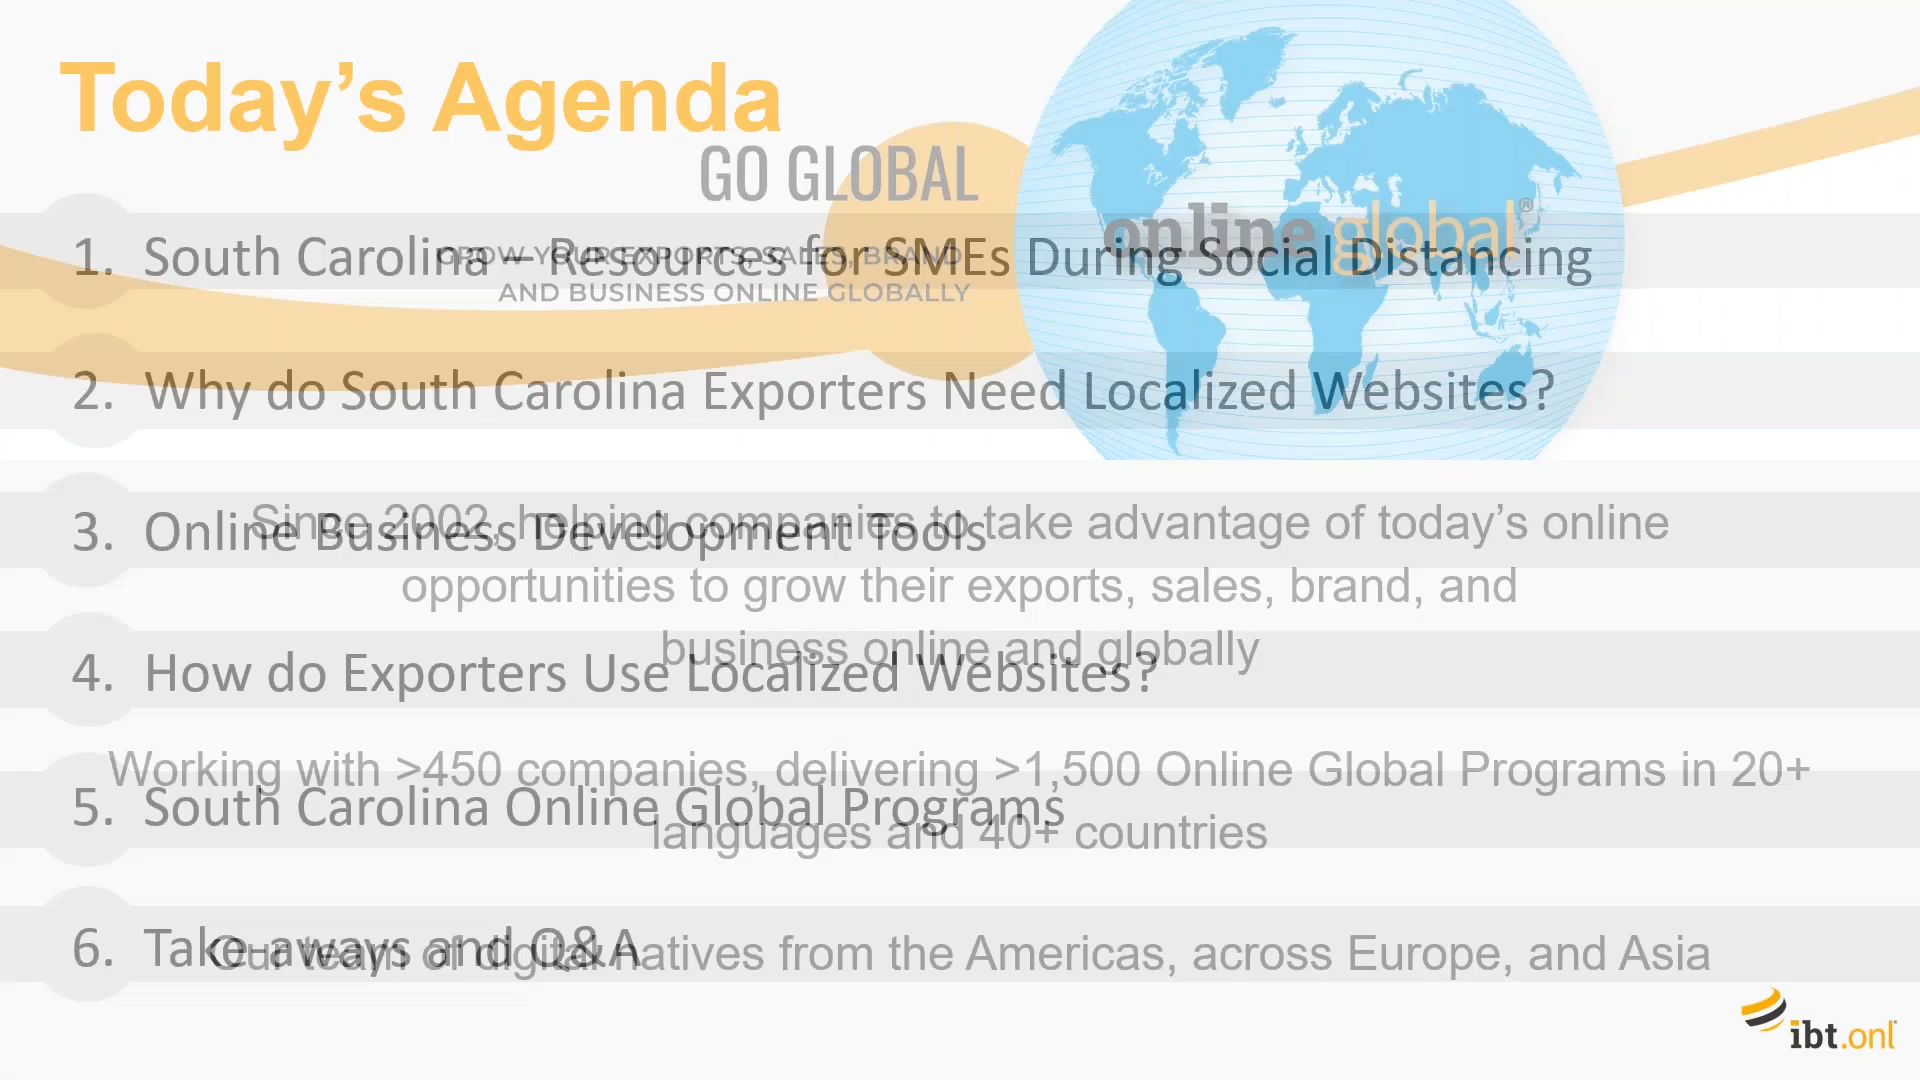 Today’s Agenda
GO GLOBAL
online global®
1. South Carolina – Resources for SMEs During Social Distancing
GROW YOUR EXPORTS, SALES, BRAND
AND BUSINESS ONLINE GLOBALLY
2. Why do South Carolina Exporters Need Localized Websites?
3. Online Business Development Tools
Since 2002, helping companies to take advantage of today’s online
opportunities to grow their exports, sales, brand, and
business online and globally
4. How do Exporters Use Localized Websites?
Working with >450 companies, delivering >1,500 Online Global Programs in 20+
languages and 40+ countries
5. South Carolina Online Global Programs
6. Take-aways and Q&A
Our team of digital natives from the Americas, across Europe, and Asia
ibt.onl